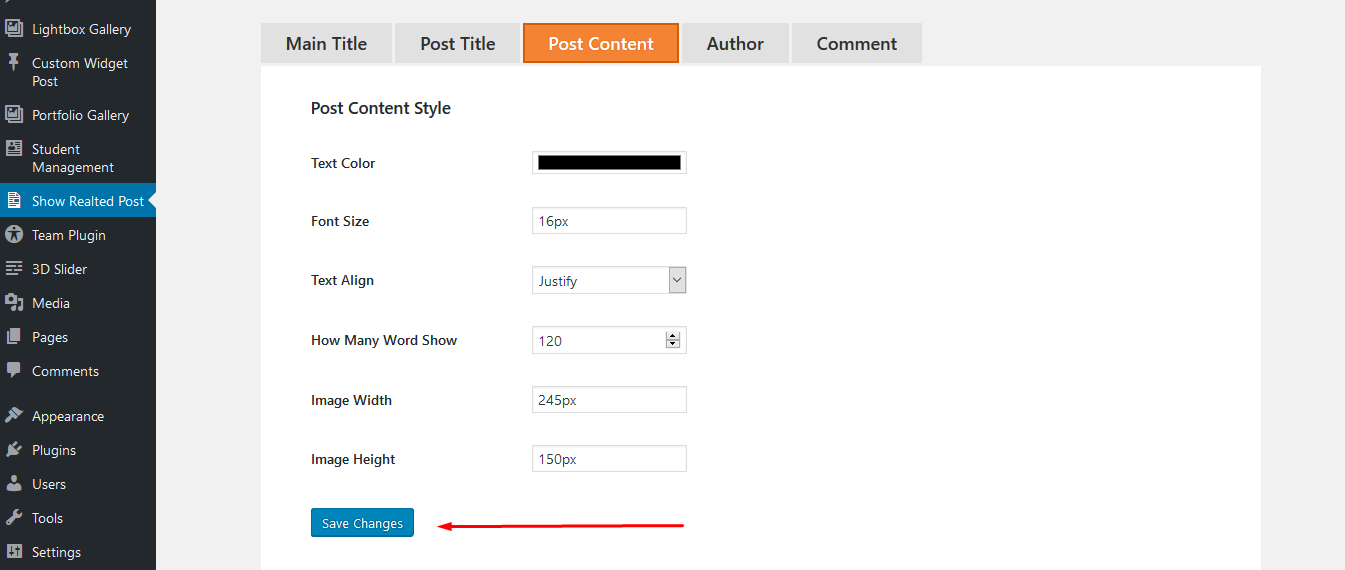 Lightbox Gallery
Custom Widget
Post
Portfolio Gallery
Student
Management
Show Realted Post
Team Plugin
3D Slider
Media
Pages
Comments
Appearance
Plugins
Users
Tools
Settings
Main Title
Post Title
Post Content
Author
Comment
Post Content Style
Text Color
Font Size
16px
Text Align
Justify
How Many Word Show
120
Image Width
245px
Image Height
150px
Save Changes